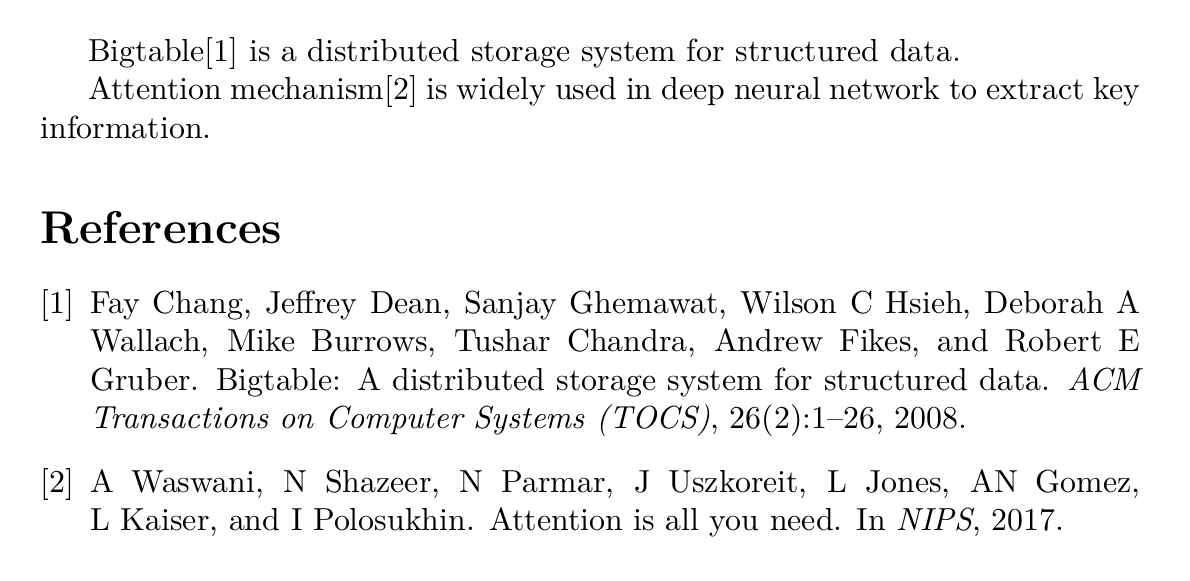 Bigtable[1] is a distributed storage system for structured data.
Attention mechanism[2] is widely used in deep neural network to extract key
information.
References
[1] Fay Chang, Jeffrey Dean, Sanjay Ghemawat, Wilson C Hsieh, Deborah A
Wallach, Mike Burrows, Tushar Chandra, Andrew Fikes, and Robert E
Gruber. Bigtable: A distributed storage system for structured data. ACM
Transactions on Computer Systems (TOCS), 26(2):1–26, 2008.
[2] A Waswani, N Shazeer, N Parmar, J Uszkoreit, L Jones, AN Gomez,
L Kaiser, and I Polosukhin. Attention is all you need. In NIPS, 2017.